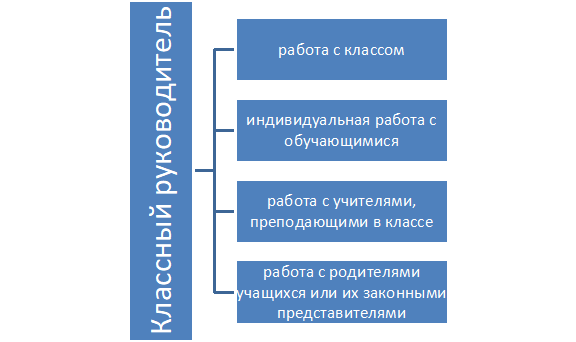 Классный руководитель
работа с классом
индивидуальная работа с
обучающимися
работа с учителями,
преподающими в классе
работа с родителями
учащихся или их законными
представителями